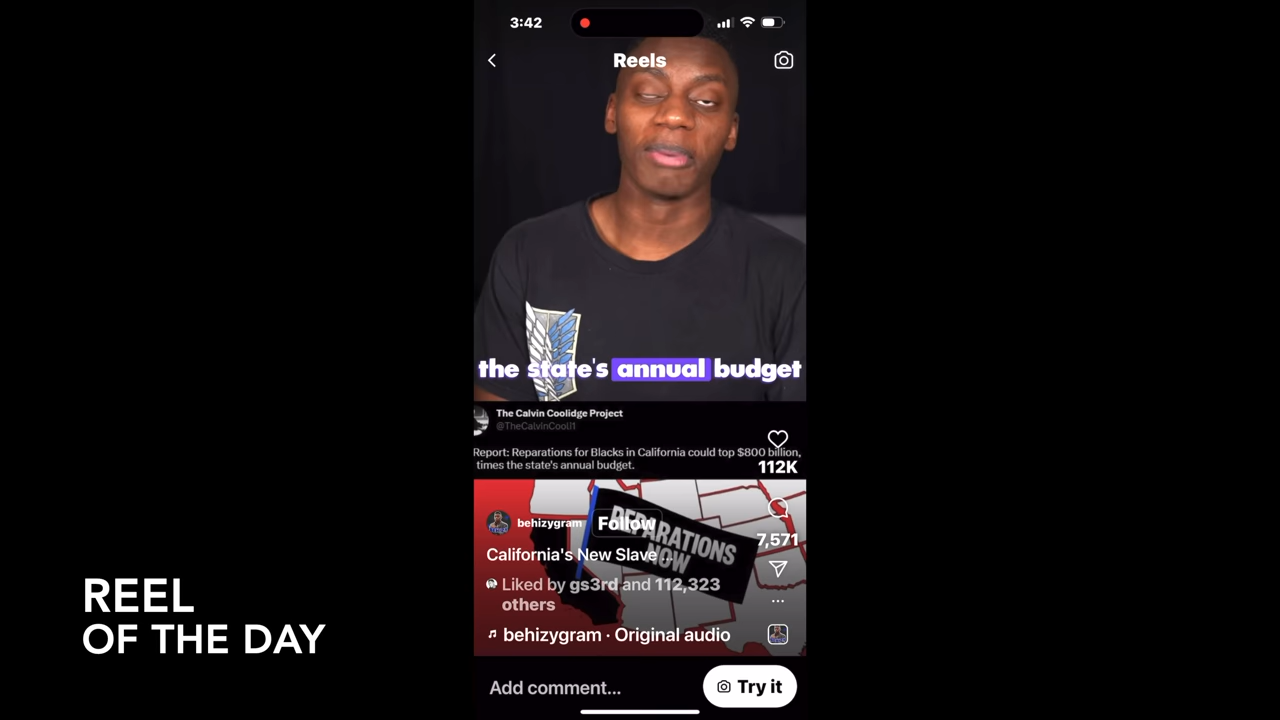 3:42
Reels
the state's annual budget
The Calvin Coolidge Project
@TheCalvinCooli1
Report: Reparations for Blacks in California could top $800 billion,
times the state's annual budget.
112K
REPARATIONS
NOW
behizygram Follow
7,571
California's New Slave ...
Liked by gs3rd and 112,323
others
behizygram · Original audio
Add comment...
Try it
REEL
OF THE DAY